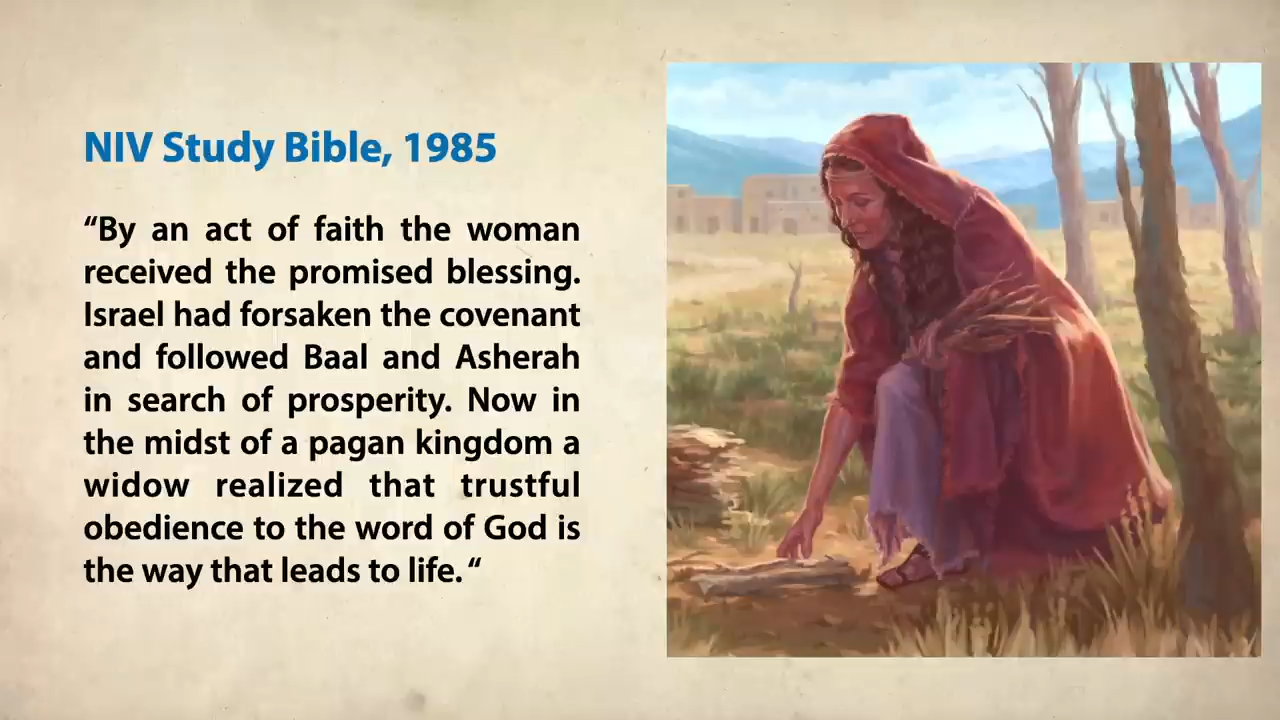 NIV Study Bible, 1985
“By an act of faith the woman
received the promised blessing.
Israel had forsaken the covenant
and followed Baal and Asherah
in search of prosperity. Now in
the midst of a pagan kingdom a
widow realized that trustful
obedience to the word of God is
the way that leads to life. “